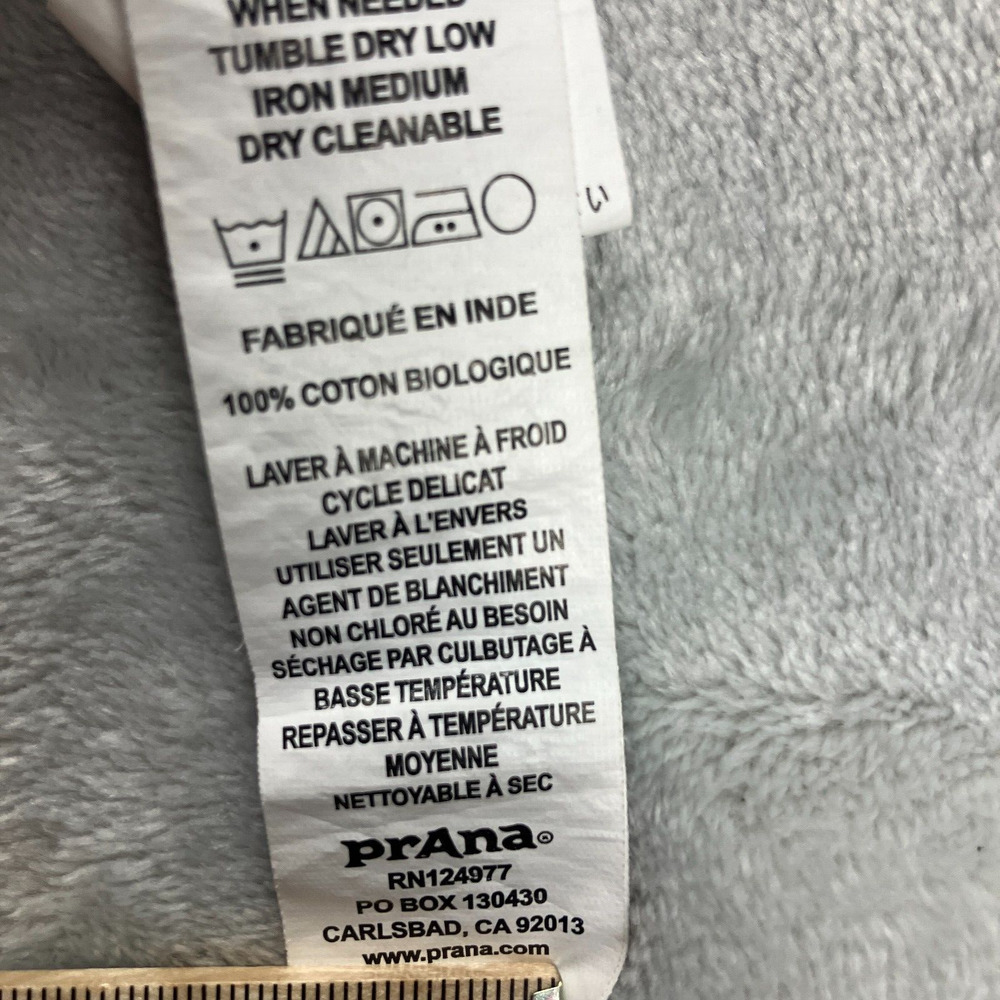 WHEN NEEDED
TUMBLE DRY LOW
IRON MEDIUM
DRY CLEANABLE
FABRIQUÉ EN INDE
100% COTON BIOLOGIQUE
LAVER À MACHINE À FROID
CYCLE DELICAT
LAVER À L'ENVERS
UTILISER SEULEMENT UN
AGENT DE BLANCHIMENT
NON CHLORÉ AU BESOIN
SÉCHAGE PAR CULBUTAGE À
BASSE TEMPÉRATURE
REPASSER À TEMPÉRATURE
MOYENNE
NETTOYABLE À SEC
prAna®
RN124977
PO BOX 130430
CARLSBAD, CA 92013
www.prana.com